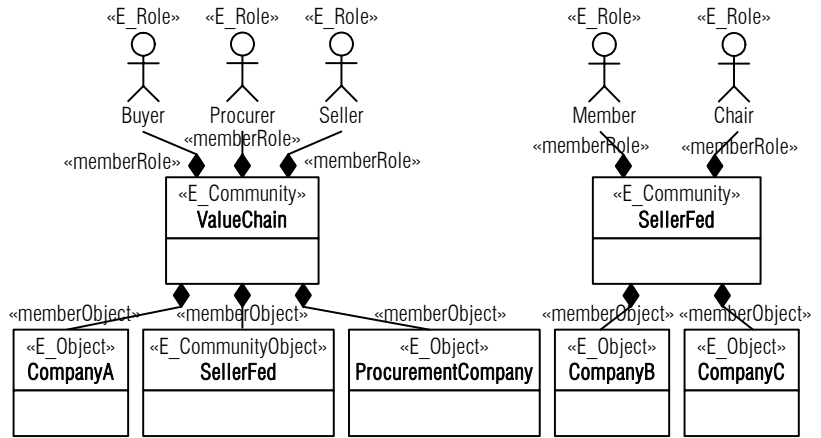 «E_Role» «E_Role» «E_Role» «E_Role» «E_Role»
Buyer Procurer Seller Member Chair
«memberRole» «memberRole» «memberRole» «memberRole» «memberRole»
«E_Community» «E_Community»
ValueChain SellerFed
«memberObject» «memberObject» «memberObject» «memberObject» «memberObject»
«E_Object» «E_CommunityObject» «E_Object» «E_Object» «E_Object»
CompanyA SellerFed ProcurementCompany CompanyB CompanyC